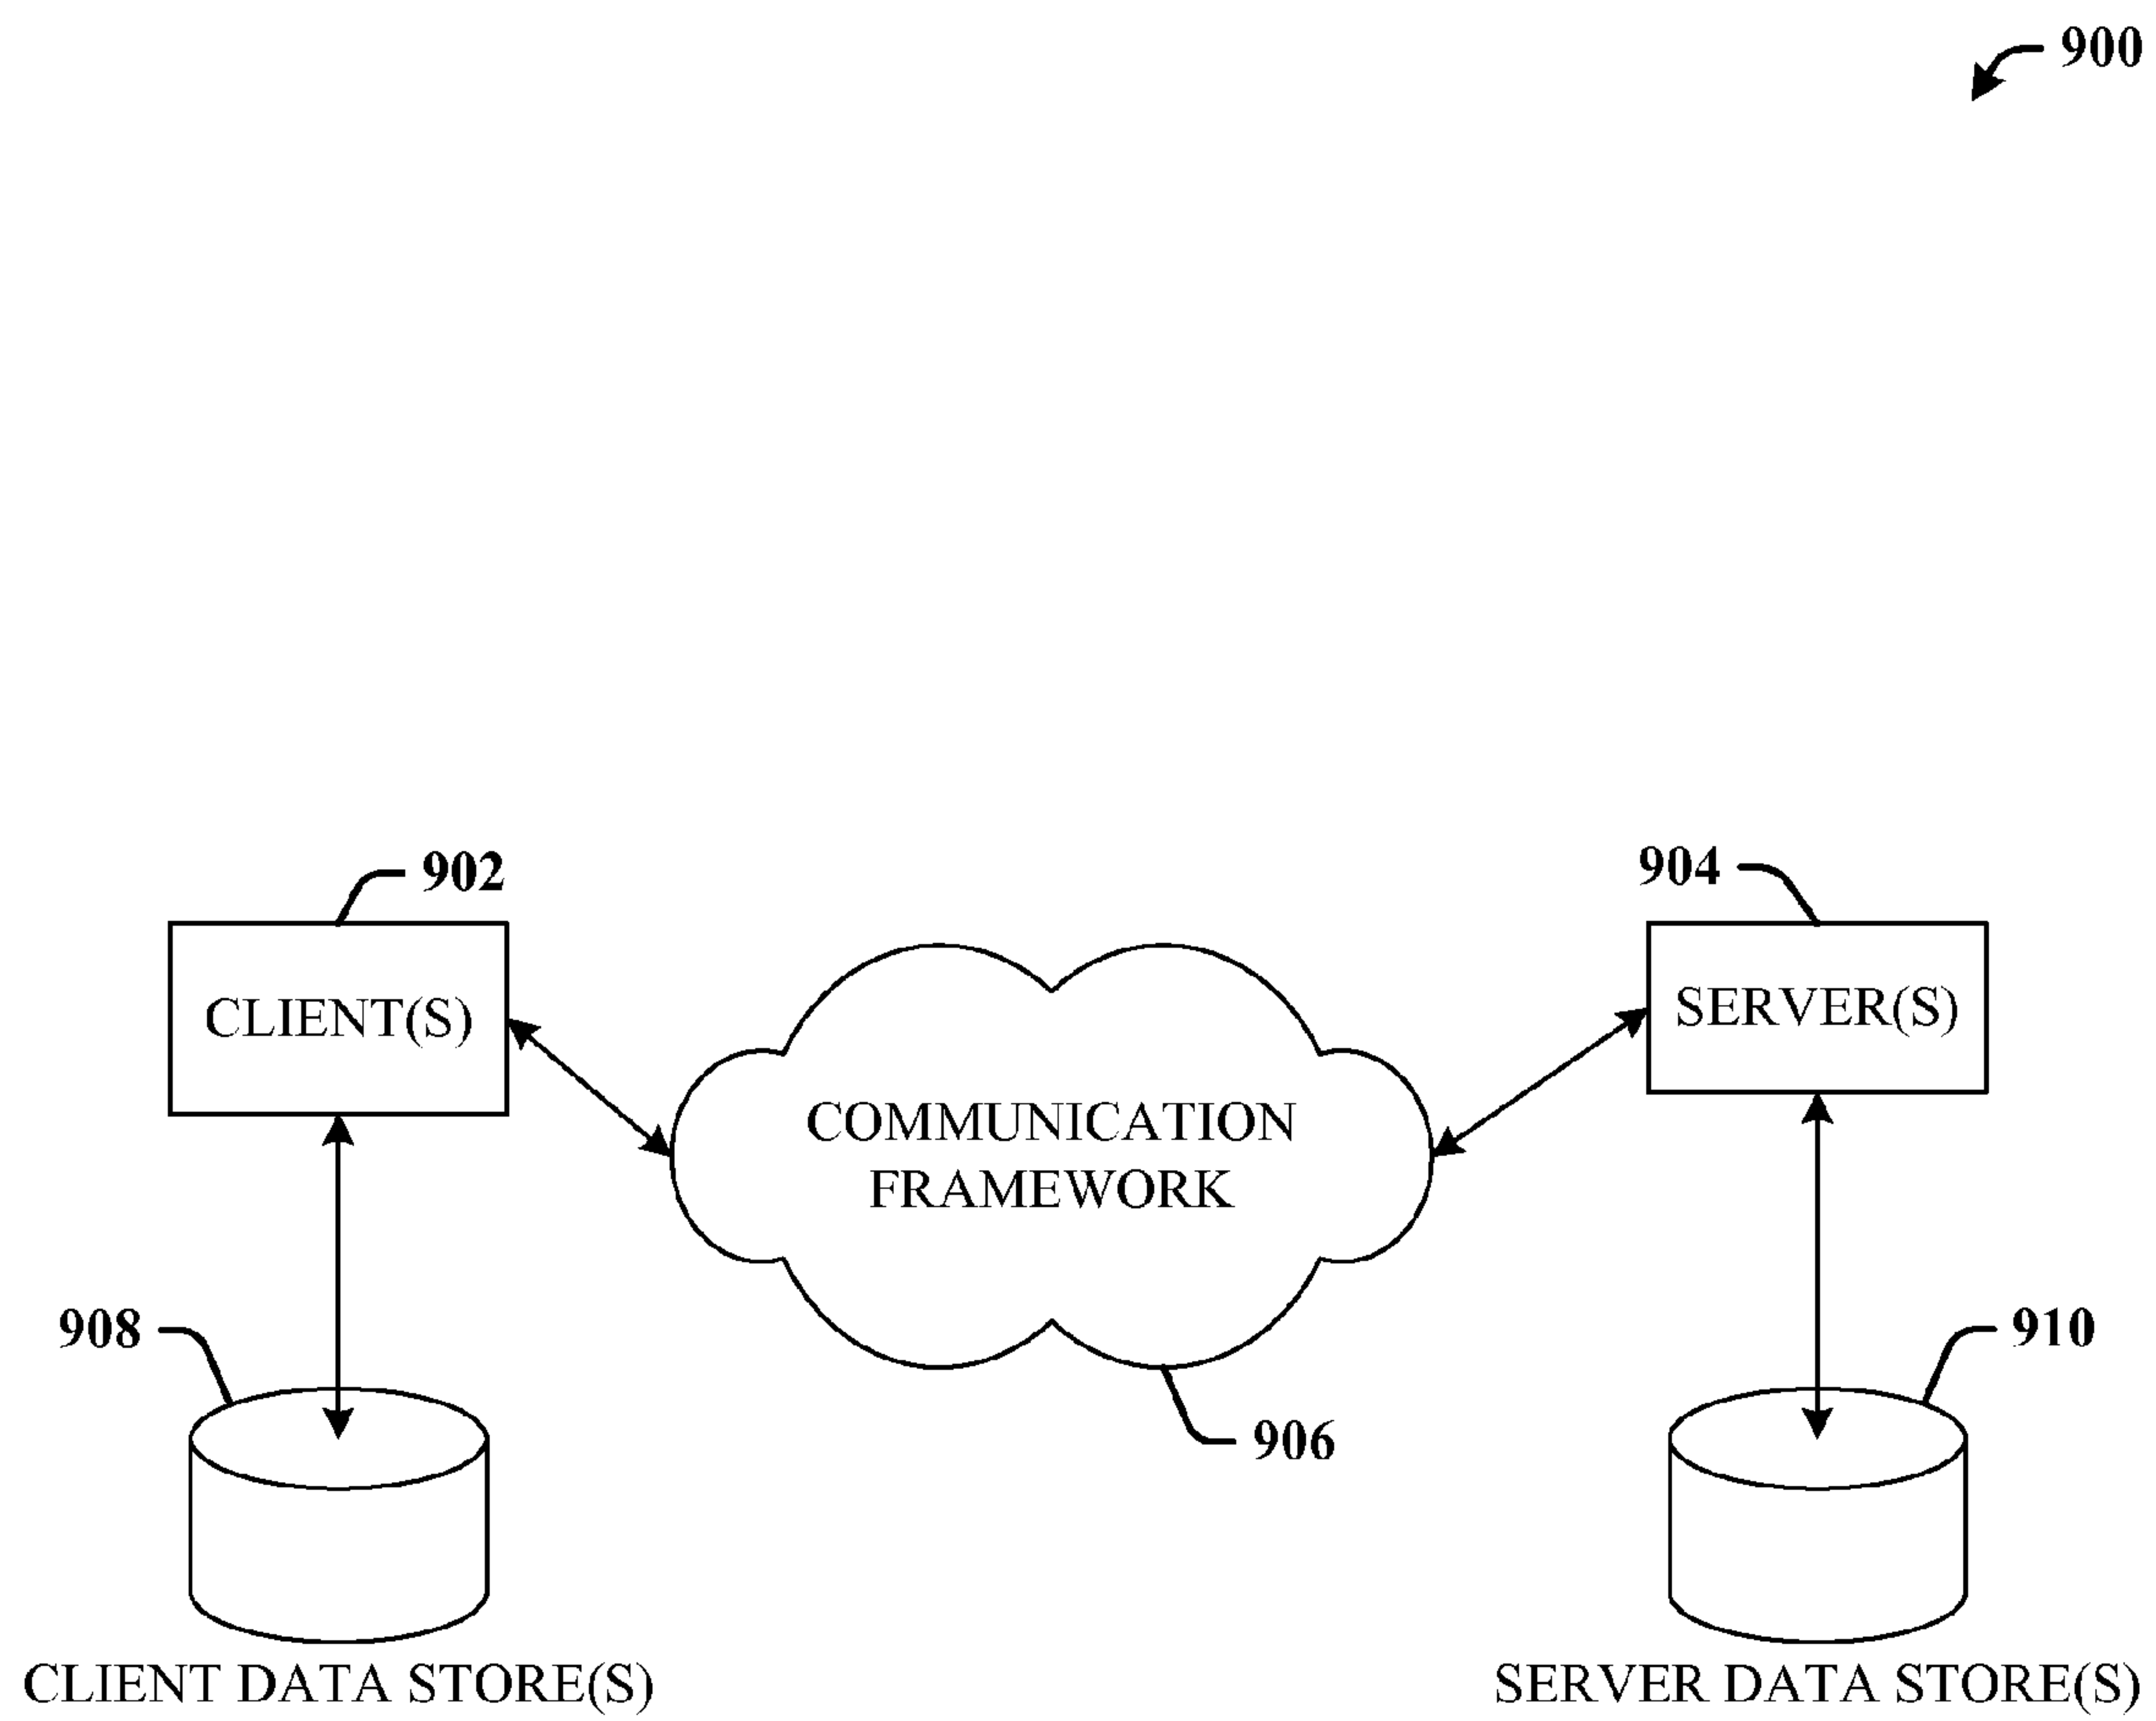 900
902
904
CLIENT(S)
SERVER(S)
COMMUNICATION
FRAMEWORK
908
910
906
CLIENT DATA STORE(S)
SERVER DATA STORE(S)